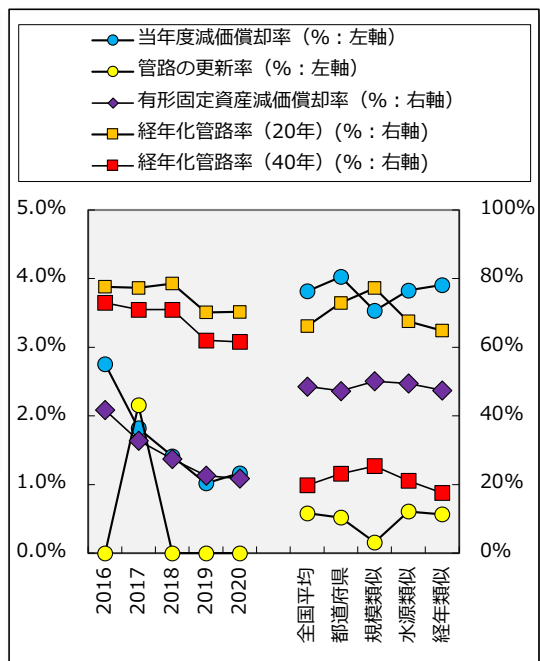 当年度減価償却率（%：左軸）
管路の更新率（%：左軸）
有形固定資産減価償却率（%：右軸）
経年化管路率（20年）(%：右軸)
経年化管路率（40年）(%：右軸)
5.0%
4.0%
3.0%
2.0%
1.0%
0.0%
100%
80%
60%
40%
20%
0%
2016
2017
2018
2019
2020
全国平均
都道府県
規模類似
水源類似
経年類似